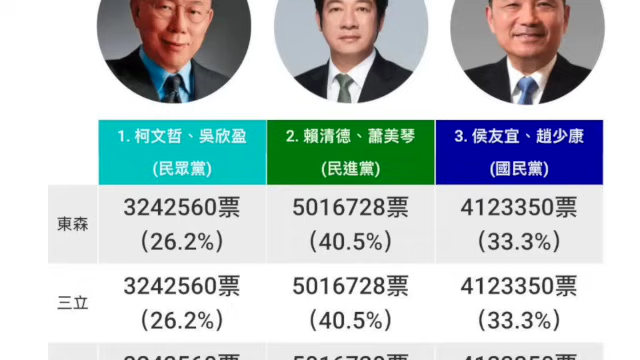 1. 柯文哲、吳欣盈 2. 賴清德、蕭美琴 3. 侯友宜、趙少康
(民眾黨) (民進黨) (國民黨)
東森 3242560票 5016728票 4123350票
(26.2%) (40.5%) (33.3%)
三立 3242560票 5016728票 4123350票
(26.2%) (40.5%) (33.3%)